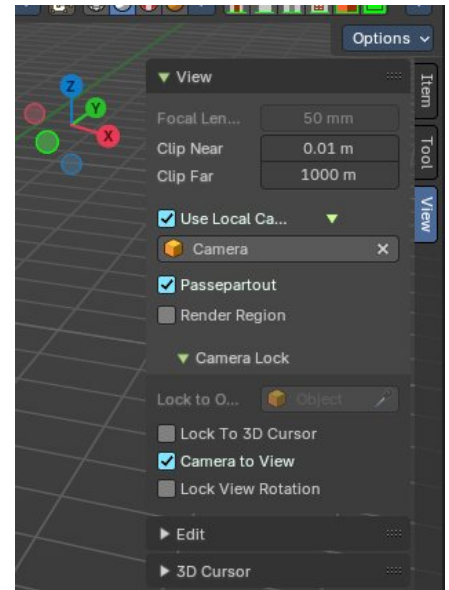 Options
View
Focal Len... 50 mm
Clip Near 0.01 m
Clip Far 1000 m
Use Local Ca...
Camera
Passepartout
Render Region
Camera Lock
Lock to O... Object
Lock To 3D Cursor
Camera to View
Lock View Rotation
Edit
3D Cursor
Item
Tool
View
Z
Y
X